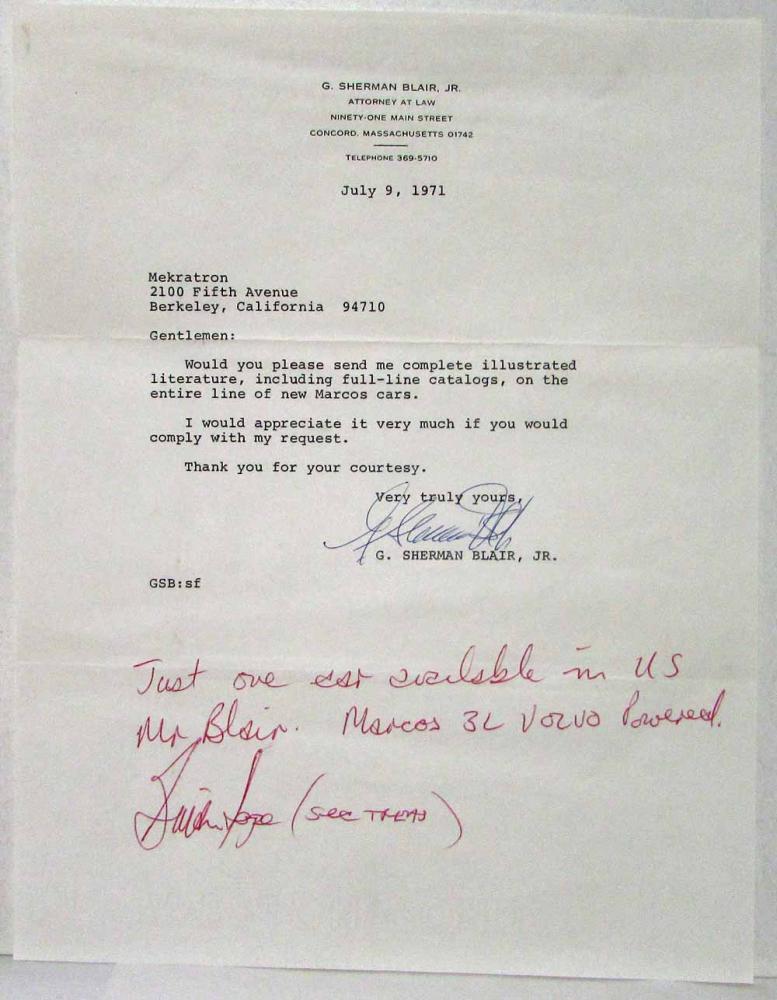 G. SHERMAN BLAIR, JR.
ATTORNEY AT LAW
NINETY-ONE MAIN STREET
CONCORD, MASSACHUSETTS 01742
TELEPHONE 369-5710
July 9, 1971
Mekratron
2100 Fifth Avenue
Berkeley, California 94710
Gentlemen:
Would you please send me complete illustrated
literature, including full-line catalogs, on the
entire line of new Marcos cars.
I would appreciate it very much if you would
comply with my request.
Thank you for your courtesy.
Very truly yours,
G. SHERMAN BLAIR, JR.
GSB:sf
Just one car available in US
Mr Blair. Marcos 3L VOLVO Powered.
(SEE